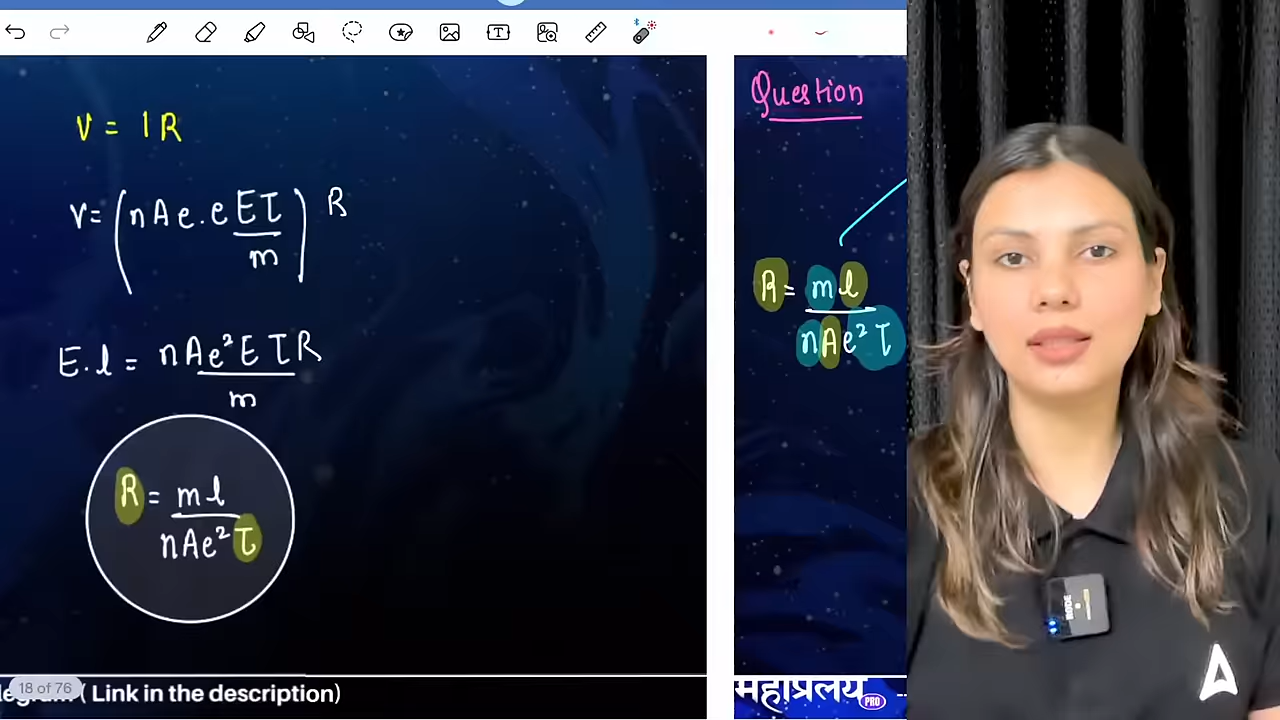 V = IR
V = (nAe.eEτ/m) R
E.l = nAe²EτR/m
R = ml/nAe²τ
18 of 76
( Link in the description)
Question
R = ml/nAe²τ
महाप्रलय PRO
RODE